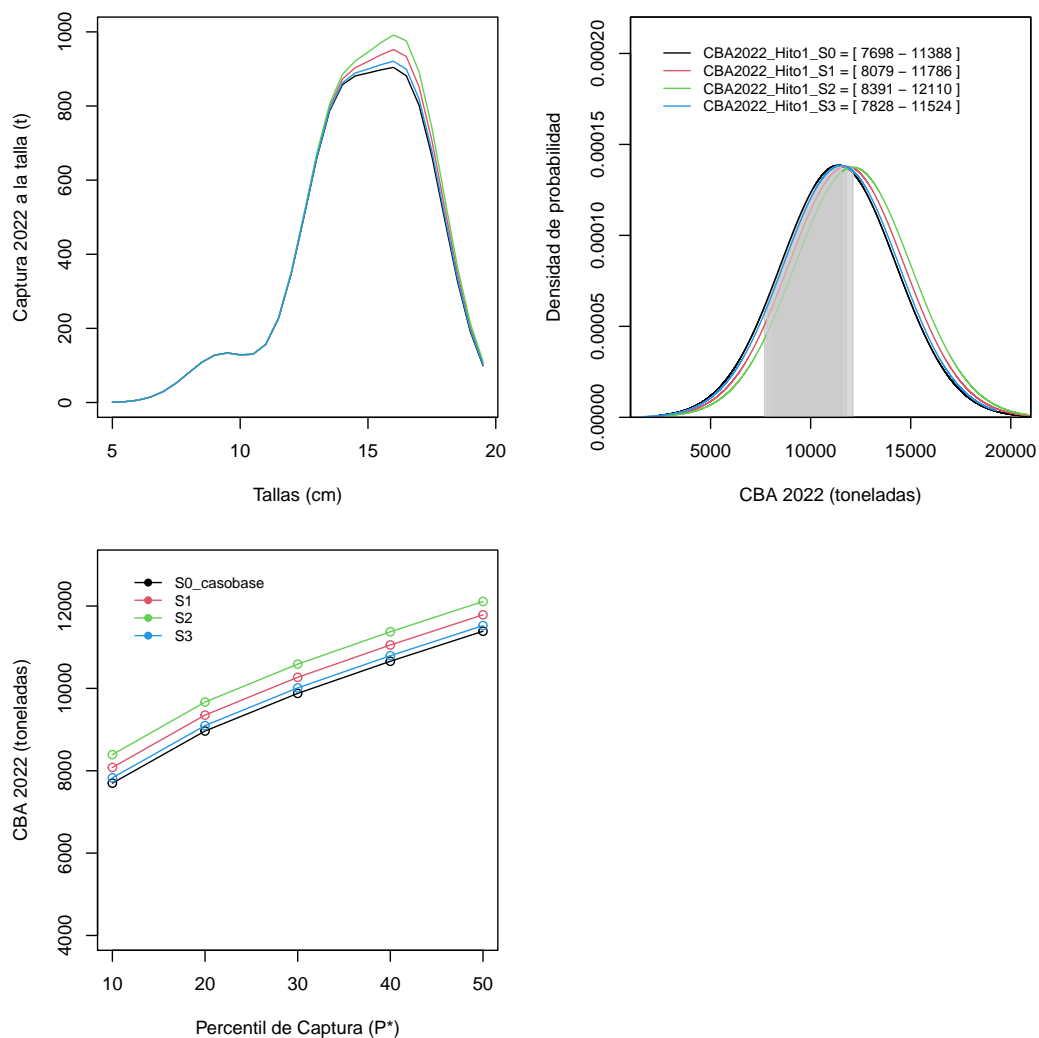 Captura 2022 a la talla (t)
0 200 400 600 800 1000
5 10 15 20
Tallas (cm)
Densidad de probabilidad
0.00000 0.00005 0.00010 0.00015 0.00020
CBA2022_Hito1_S0 = [ 7698 − 11388 ]
CBA2022_Hito1_S1 = [ 8079 − 11786 ]
CBA2022_Hito1_S2 = [ 8391 − 12110 ]
CBA2022_Hito1_S3 = [ 7828 − 11524 ]
5000 10000 15000 20000
CBA 2022 (toneladas)
CBA 2022 (toneladas)
4000 6000 8000 10000 12000
S0_casobase
S1
S2
S3
10 20 30 40 50
Percentil de Captura (P*)